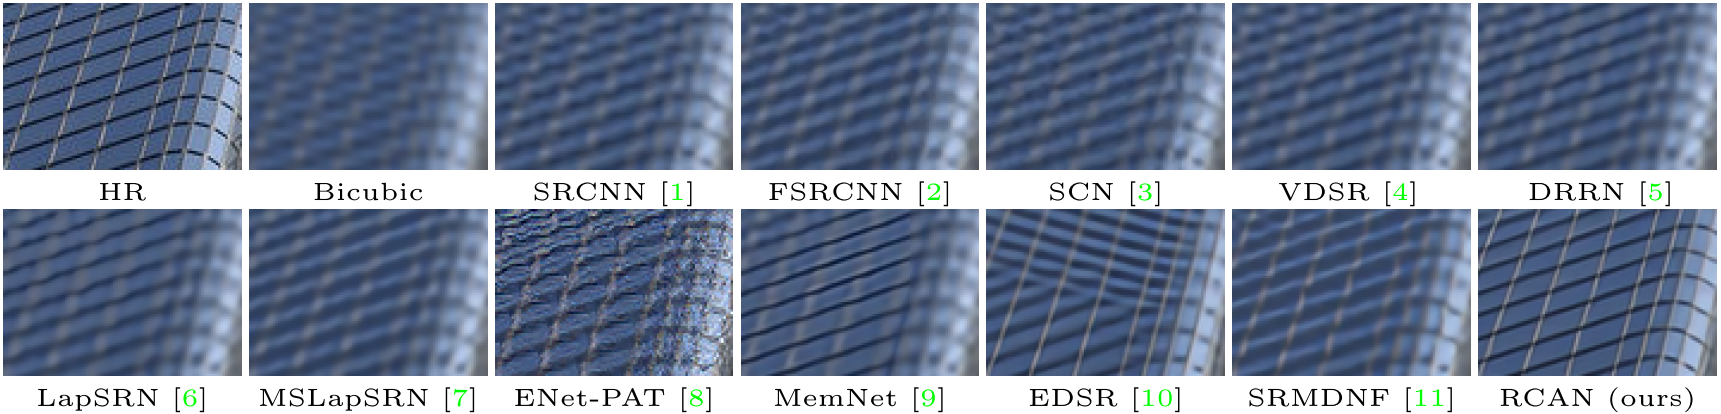 HR Bicubic SRCNN [1] FSRCNN [2] SCN [3] VDSR [4] DRRN [5]
LapSRN [6] MSLapSRN [7] ENet-PAT [8] MemNet [9] EDSR [10] SRMDNF [11] RCAN (ours)